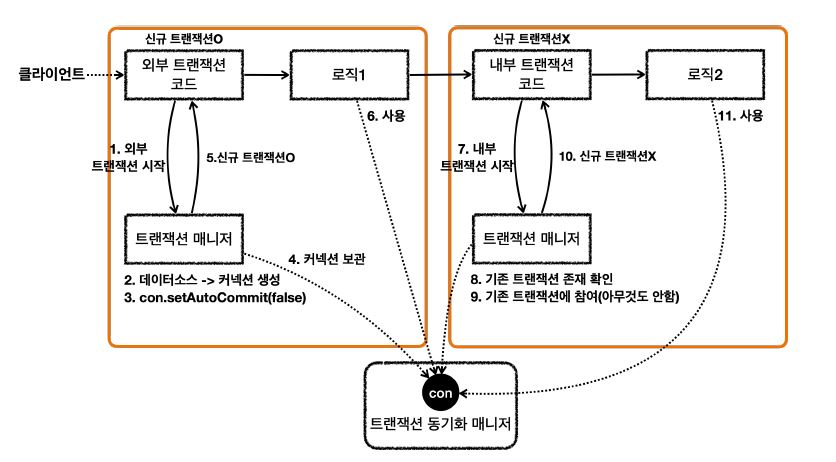 신규 트랜잭션O
신규 트랜잭션X
클라이언트
외부 트랜잭션
코드
로직1
내부 트랜잭션
코드
로직2
6. 사용
11. 사용
1. 외부
트랜잭션 시작
5.신규 트랜잭션O
7. 내부
트랜잭션 시작
10. 신규 트랜잭션X
트랜잭션 매니저
트랜잭션 매니저
4. 커넥션 보관
2. 데이터소스 -> 커넥션 생성
3. con.setAutoCommit(false)
8. 기존 트랜잭션 존재 확인
9. 기존 트랜잭션에 참여(아무것도 안함)
con
트랜잭션 동기화 매니저